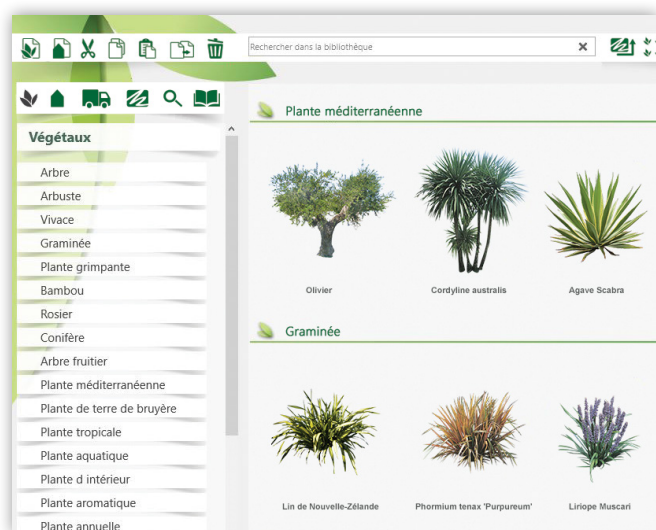 Rechercher dans la bibliothèque
Végétaux
Arbre
Arbuste
Vivace
Graminée
Plante grimpante
Bambou
Rosier
Conifère
Arbre fruitier
Plante méditerranéenne
Plante de terre de bruyère
Plante tropicale
Plante aquatique
Plante d intérieur
Plante aromatique
Plante annuelle
Plante méditerranéenne
Olivier
Cordyline australis
Agave Scabra
Graminée
Lin de Nouvelle-Zélande
Phormium tenax 'Purpureum'
Liriope Muscari